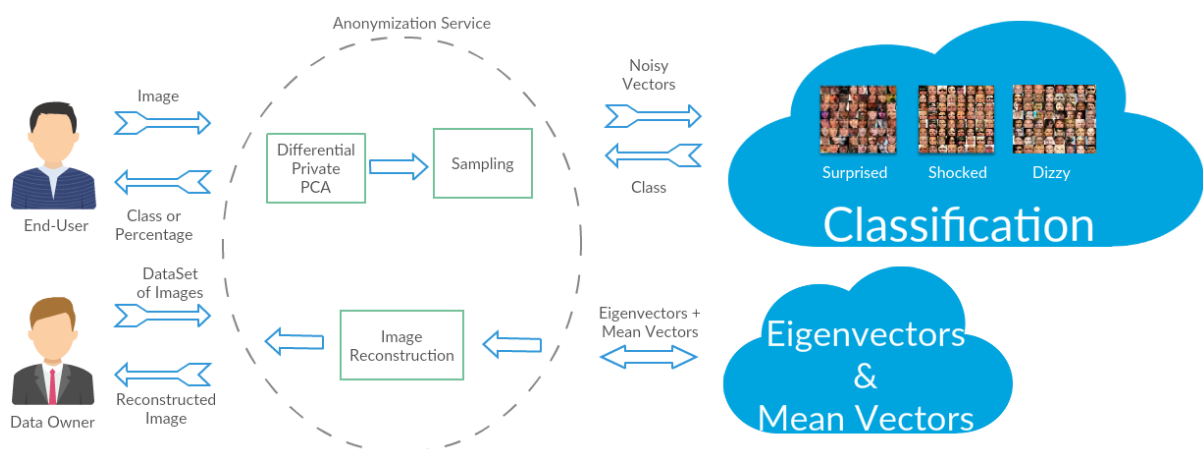 Anonymization Service
Image
Class or
Percentage
End-User
DataSet
of Images
Reconstructed
Image
Data Owner
Differential
Private
PCA
Sampling
Image
Reconstruction
Noisy
Vectors
Class
Eigenvectors +
Mean Vectors
Surprised
Shocked
Dizzy
Classification
Eigenvectors
&
Mean Vectors